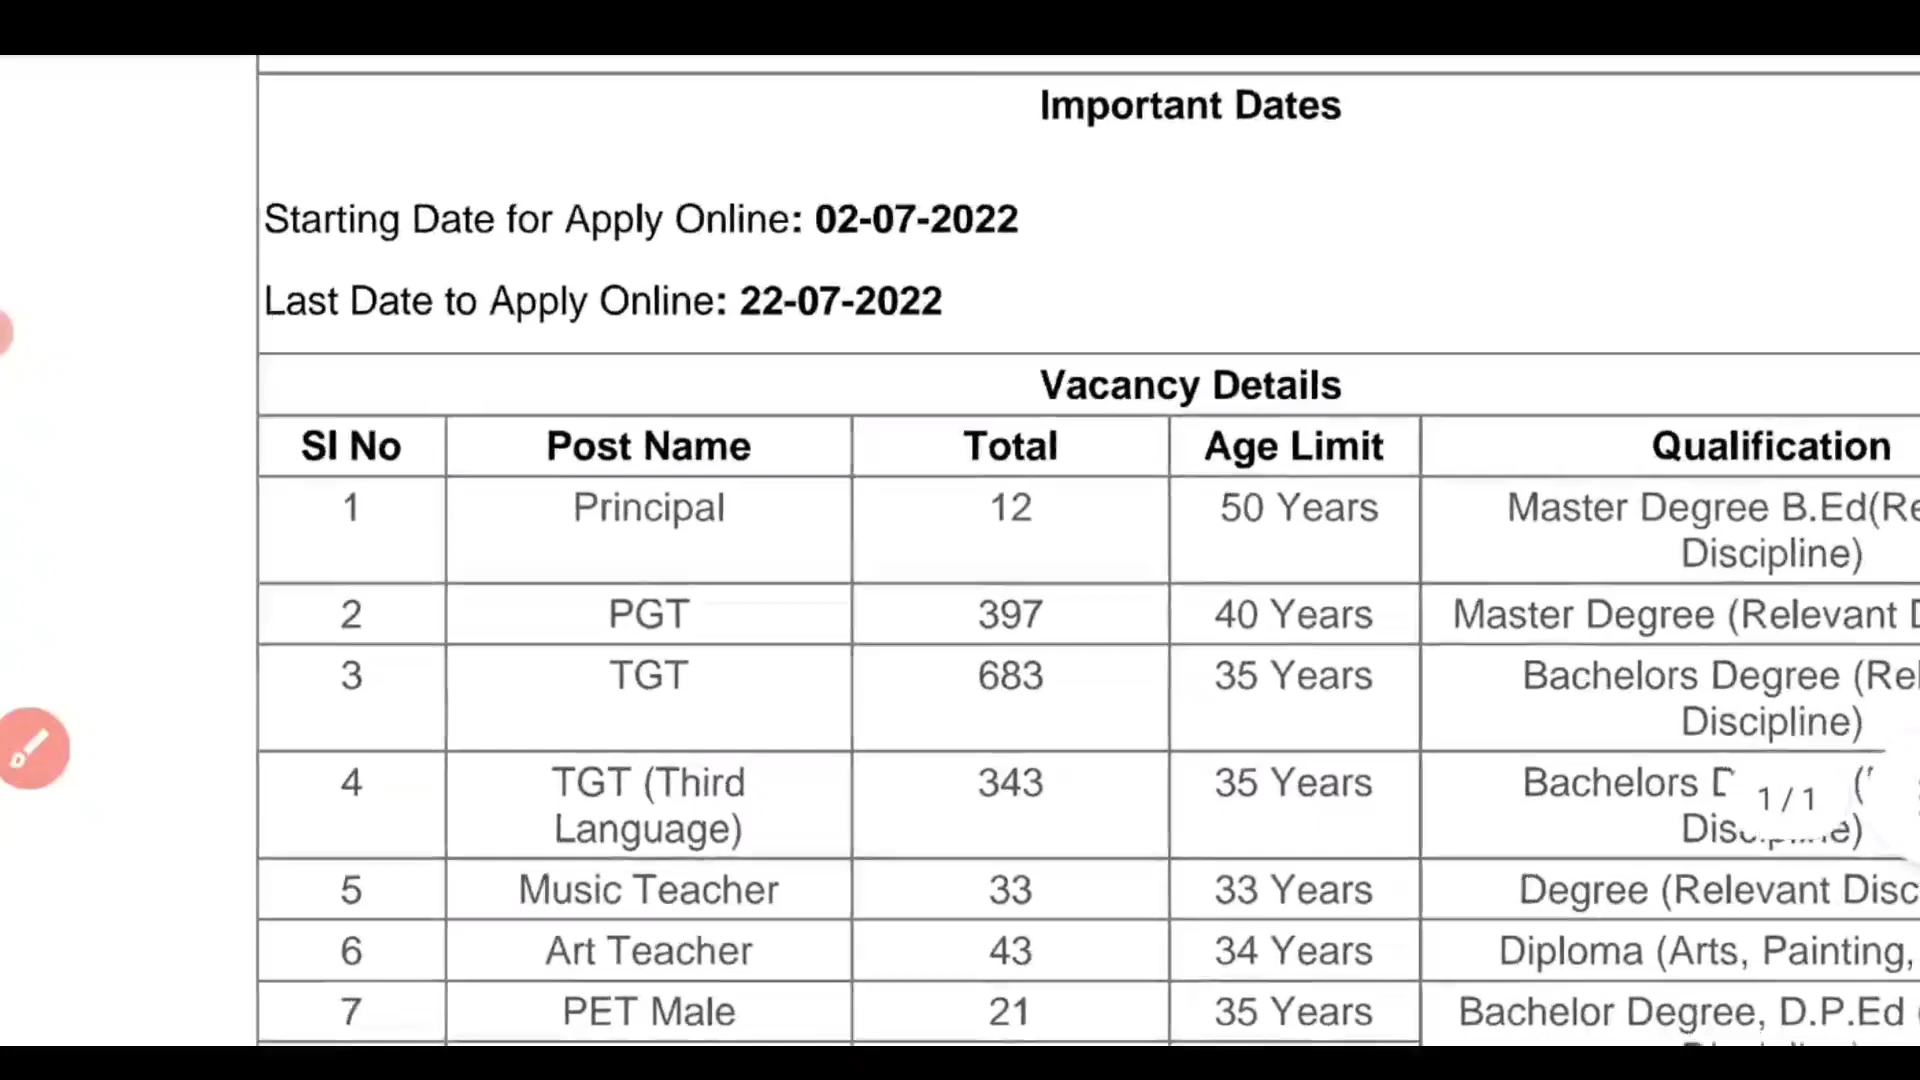 Important Dates
Starting Date for Apply Online: 02-07-2022
Last Date to Apply Online: 22-07-2022
Vacancy Details
Sl No Post Name Total Age Limit Qualification
1 Principal 12 50 Years Master Degree B.Ed(Re
Discipline)
2 PGT 397 40 Years Master Degree (Relevant
3 TGT 683 35 Years Bachelors Degree (Rel
Discipline)
4 TGT (Third 343 35 Years Bachelors
Language)
1/1
5 Music Teacher 33 33 Years Degree (Relevant Disc
6 Art Teacher 43 34 Years Diploma (Arts, Painting,
7 PET Male 21 35 Years Bachelor Degree, D.P.Ed